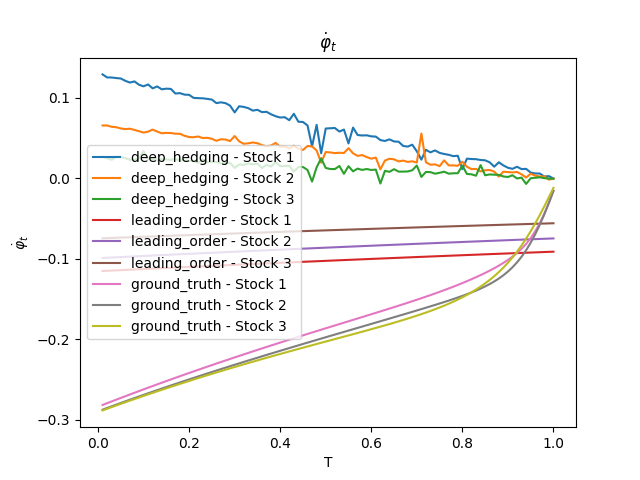 φ̇ₜ
0.1
0.0
−0.1
−0.2
−0.3
φ̇ₜ
deep_hedging - Stock 1
deep_hedging - Stock 2
deep_hedging - Stock 3
leading_order - Stock 1
leading_order - Stock 2
leading_order - Stock 3
ground_truth - Stock 1
ground_truth - Stock 2
ground_truth - Stock 3
0.0 0.2 0.4 0.6 0.8 1.0
T